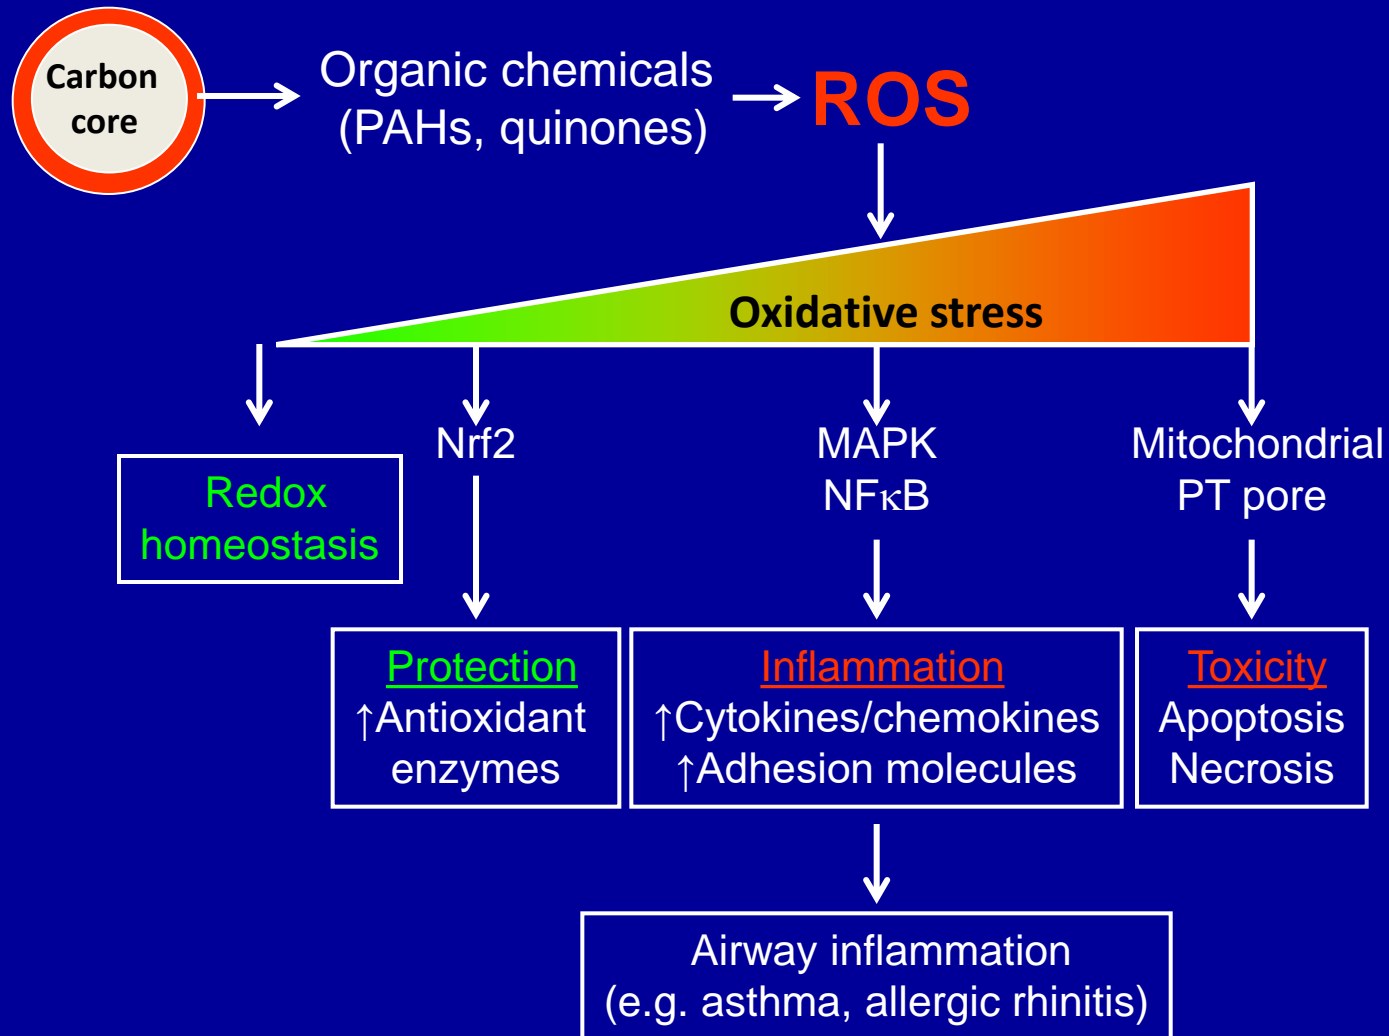 Carbon
core
Organic chemicals
(PAHs, quinones)
ROS
Oxidative stress
Redox
homeostasis
Nrf2
MAPK
NFκB
Mitochondrial
PT pore
Protection
↑Antioxidant
enzymes
Inflammation
↑Cytokines/chemokines
↑Adhesion molecules
Toxicity
Apoptosis
Necrosis
Airway inflammation
(e.g. asthma, allergic rhinitis)